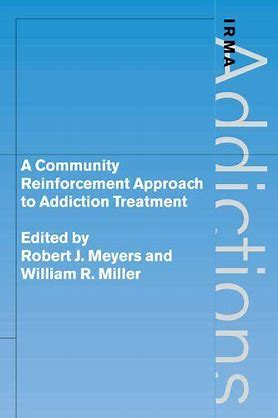 IRMA
Addictions
A Community
Reinforcement Approach
to Addiction Treatment
Edited by
Robert J. Meyers and
William R. Miller